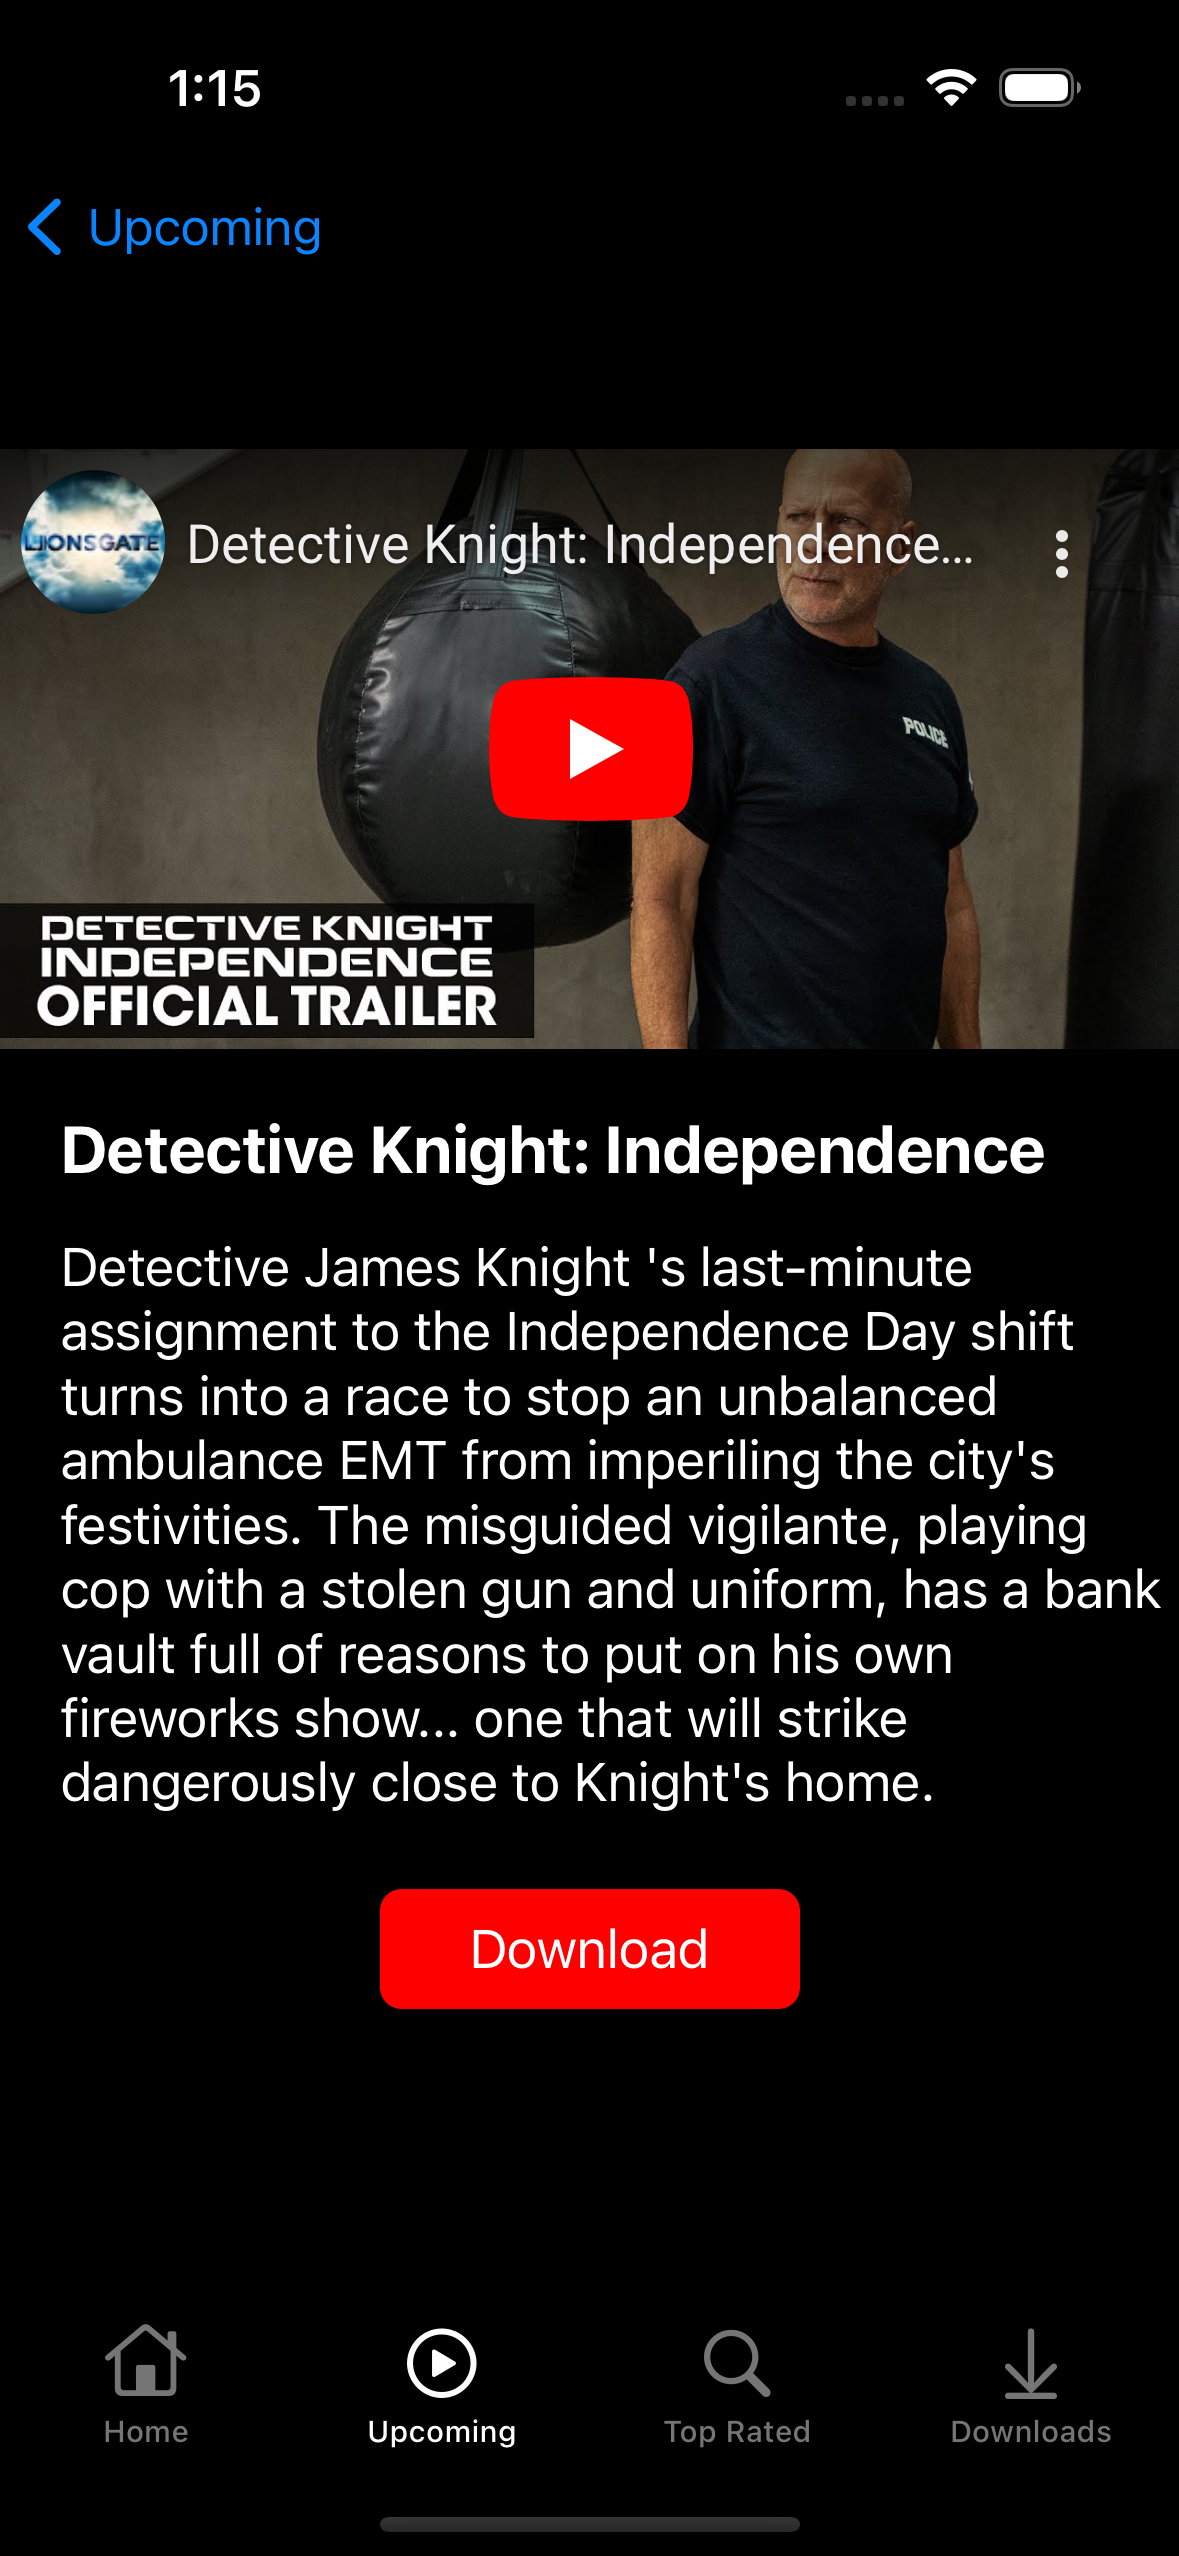 1:15
Upcoming
LIONSGATE
Detective Knight: Independence...
POLICE
DETECTIVE KNIGHT
INDEPENDENCE
OFFICIAL TRAILER
Detective Knight: Independence
Detective James Knight 's last-minute
assignment to the Independence Day shift
turns into a race to stop an unbalanced
ambulance EMT from imperiling the city's
festivities. The misguided vigilante, playing
cop with a stolen gun and uniform, has a bank
vault full of reasons to put on his own
fireworks show... one that will strike
dangerously close to Knight's home.
Download
Home
Upcoming
Top Rated
Downloads